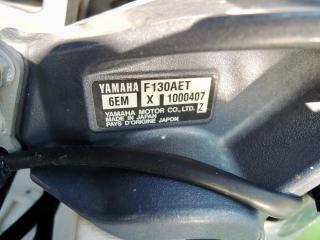 YAMAHA F130AET
6EM X 1000407
YAMAHA MOTOR CO., LTD. Z
MADE IN JAPAN
PAYS D'ORIGINE JAPON